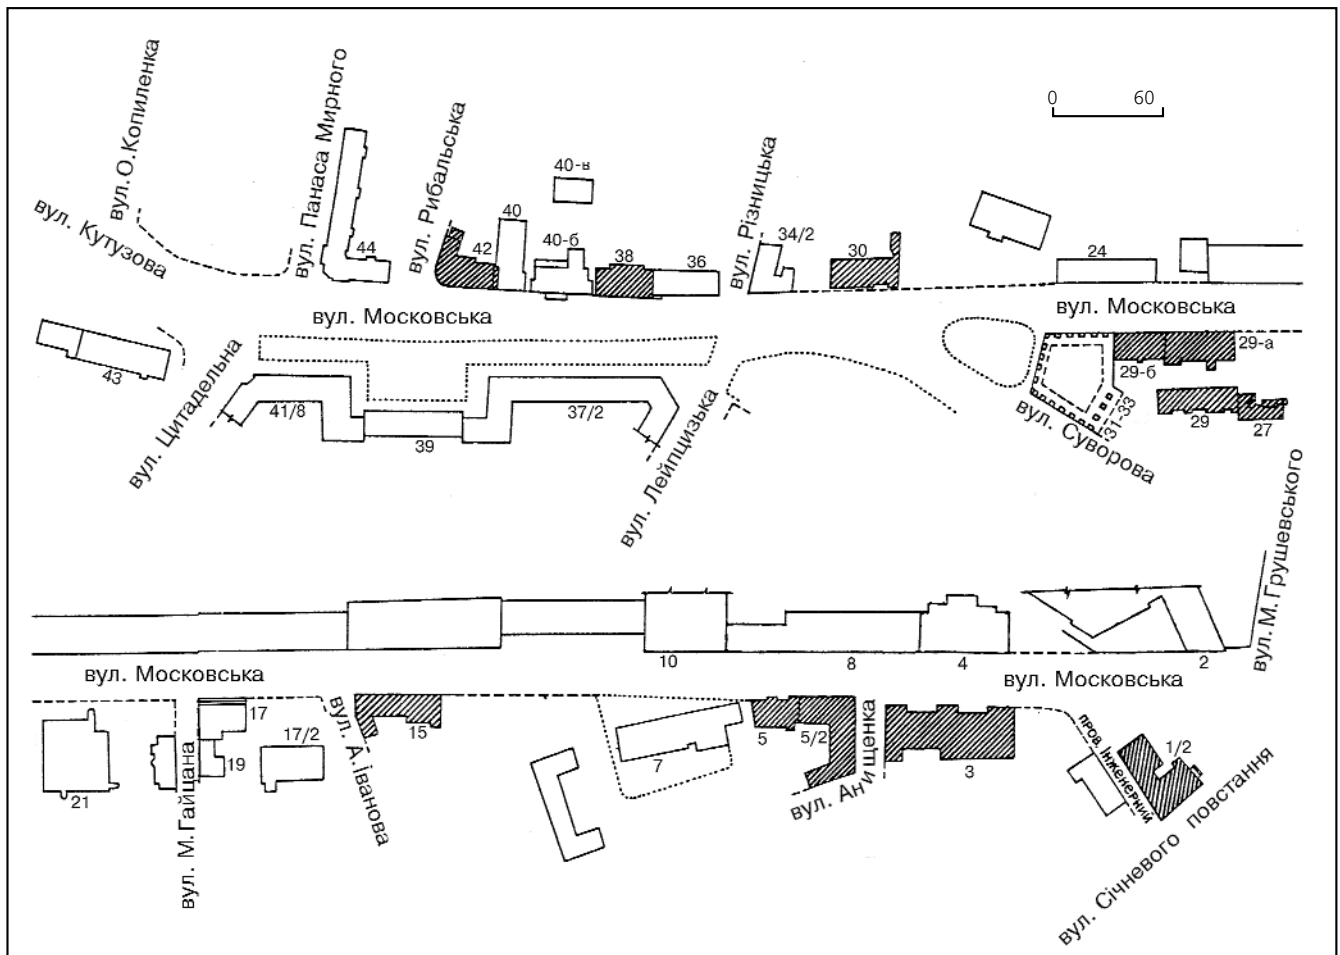 вул. О.Копиленка
вул. Кутузова
вул. Панаса Мирного
вул. Рибальська
вул. Різницька
0 60
40-в
40
42
40-б
38
36
44
34/2
30
24
вул. Московська
вул. Московська
43
вул. Цитадельна
41/8
39
37/2
вул. Лейпцизька
29-а
29-б
31-33
вул. Суворова
29
27
вул. М. Грушевського
10
8
4
2
вул. Московська
вул. Московська
21
вул. М.Гайцана
17
19
17/2
вул. А.Іванова
15
7
5
5/2
вул. Анищенка
3
пров. Інженерний
1/2
вул. Січневого повстання